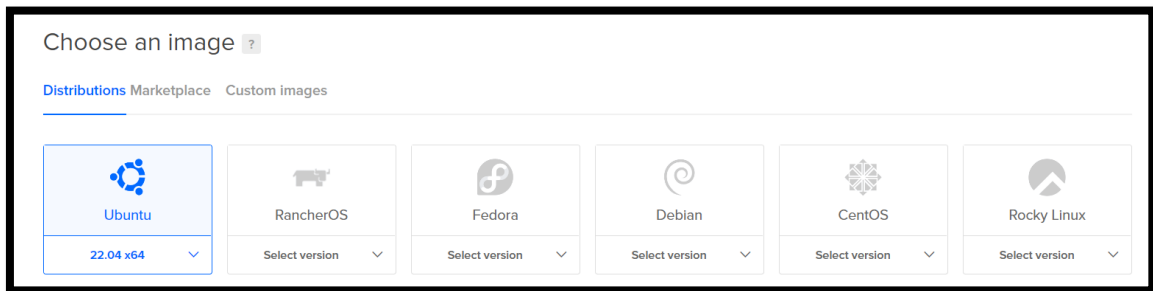 Choose an image ?
Distributions Marketplace Custom images
Ubuntu RancherOS Fedora Debian CentOS Rocky Linux
22.04 x64 Select version Select version Select version Select version Select version